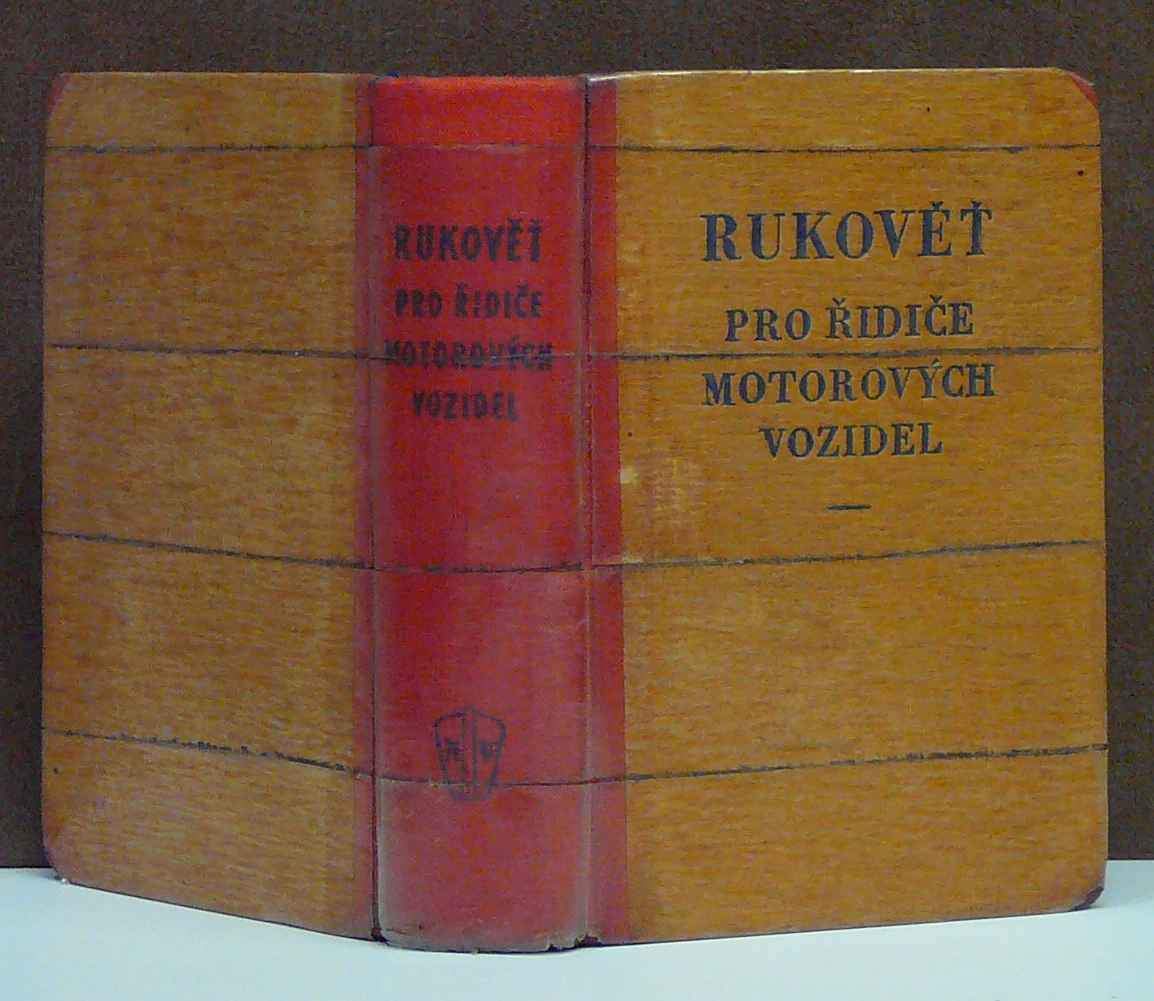 RUKOVĚŤ
PRO ŘIDIČE
MOTOROVÝCH
VOZIDEL
RUKOVĚŤ
PRO ŘIDIČE
MOTOROVÝCH
VOZIDEL